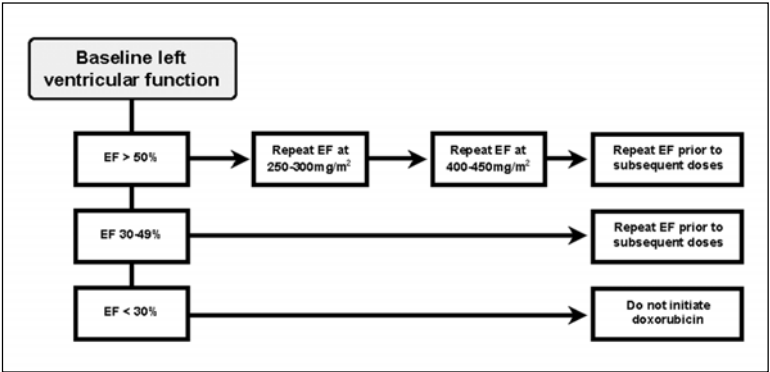 Baseline left
ventricular function
EF > 50%
Repeat EF at
250-300mg/m²
Repeat EF at
400-450mg/m²
Repeat EF prior to
subsequent doses
EF 30-49%
Repeat EF prior to
subsequent doses
EF < 30%
Do not initiate
doxorubicin